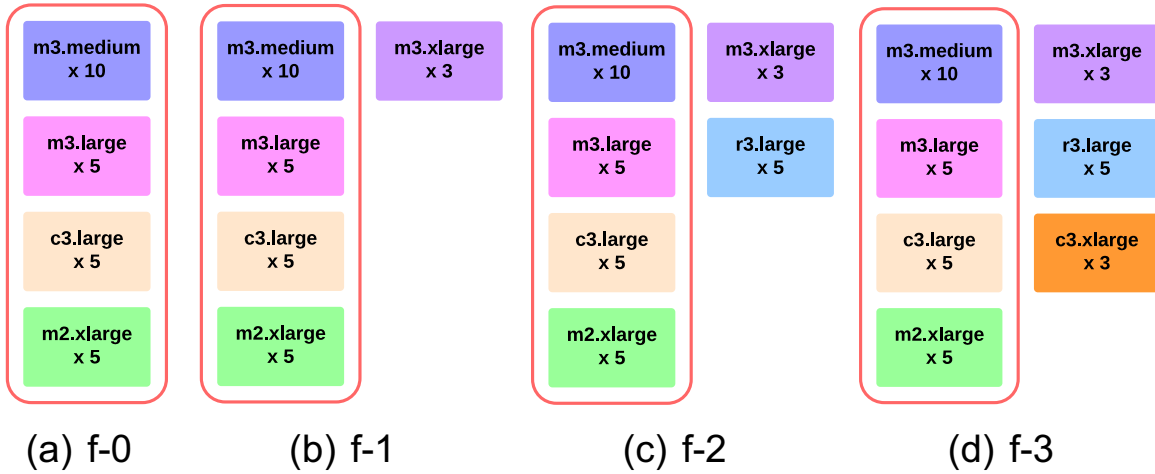 m3.medium
x 10
m3.large
x 5
c3.large
x 5
m2.xlarge
x 5
(a) f-0
m3.medium
x 10
m3.xlarge
x 3
m3.large
x 5
c3.large
x 5
m2.xlarge
x 5
(b) f-1
m3.medium
x 10
m3.xlarge
x 3
m3.large
x 5
r3.large
x 5
c3.large
x 5
m2.xlarge
x 5
(c) f-2
m3.medium
x 10
m3.xlarge
x 3
m3.large
x 5
r3.large
x 5
c3.large
x 5
c3.xlarge
x 3
m2.xlarge
x 5
(d) f-3